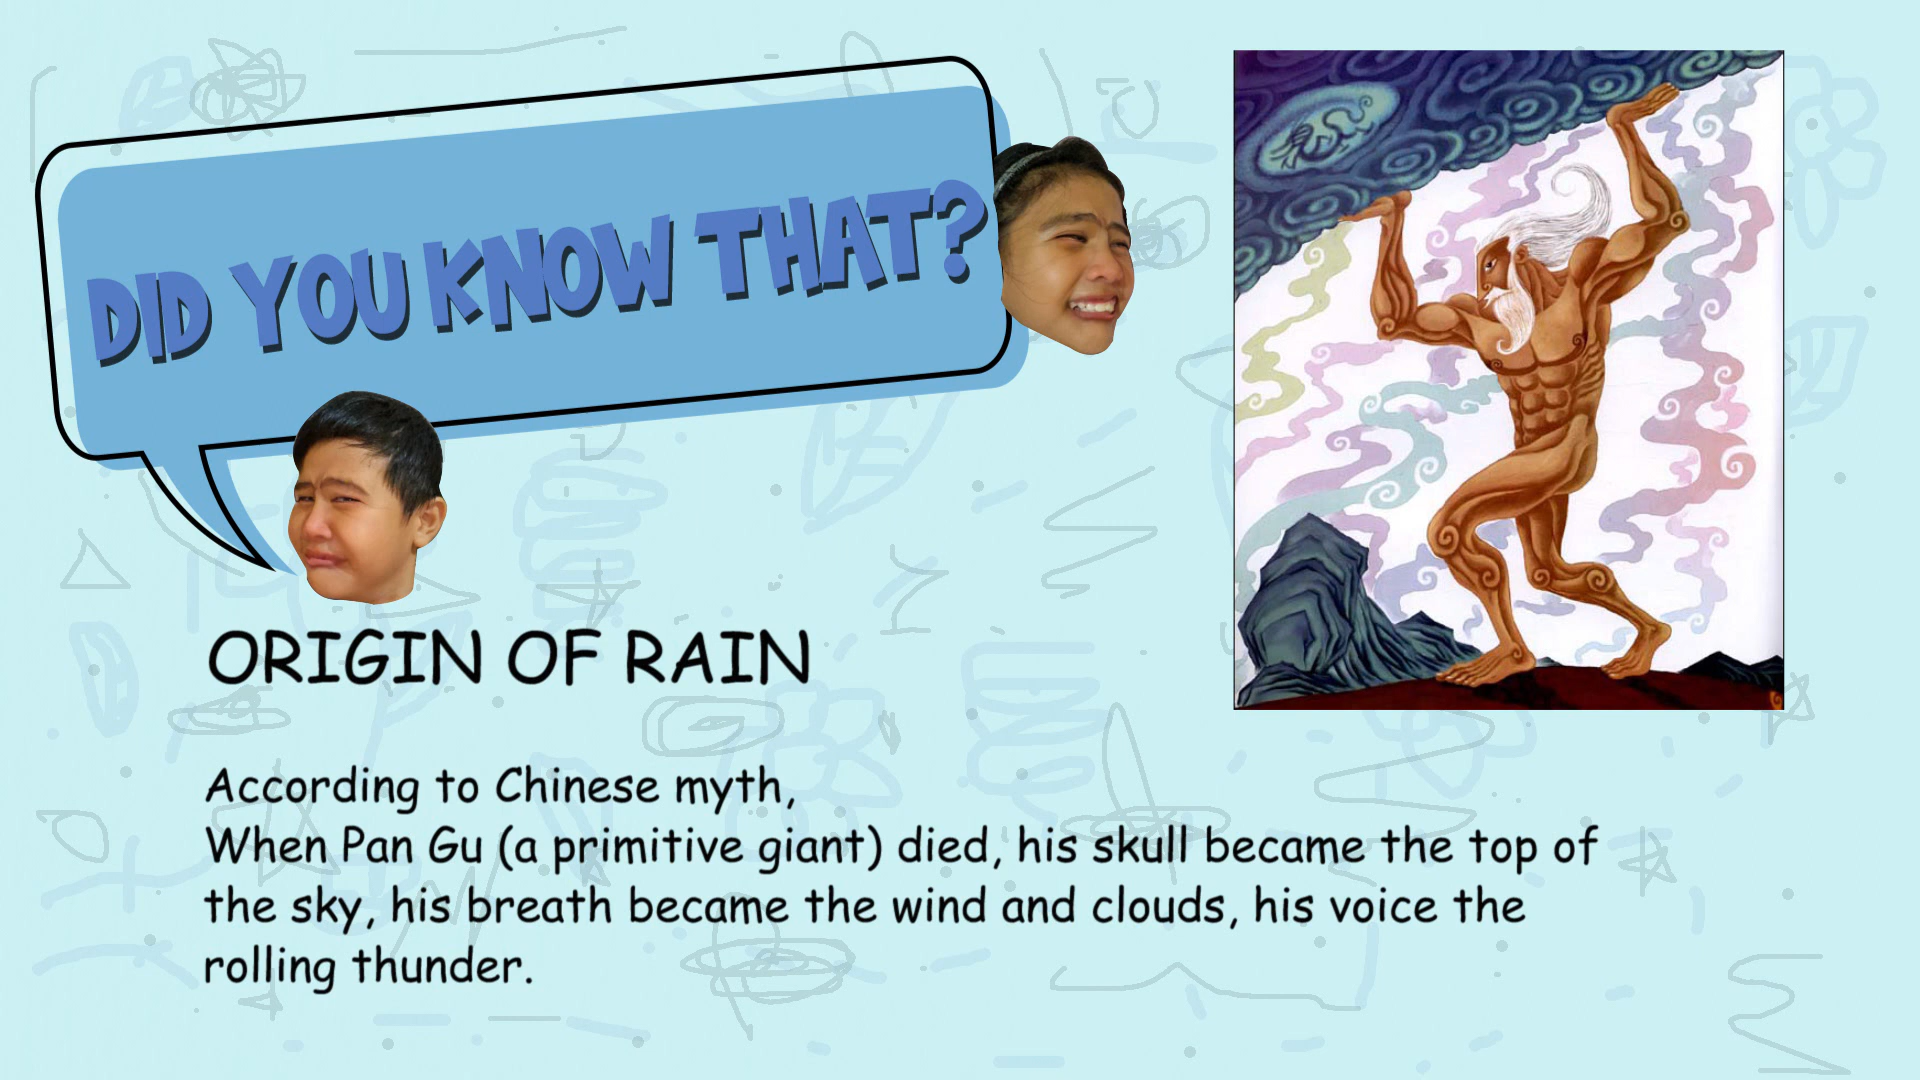 DID YOU KNOW THAT?
ORIGIN OF RAIN
According to Chinese myth,
When Pan Gu (a primitive giant) died, his skull became the top of
the sky, his breath became the wind and clouds, his voice the
rolling thunder.